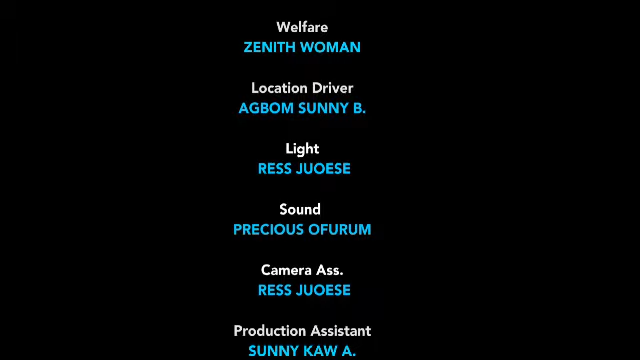 Welfare
ZENITH WOMAN
Location Driver
AGBOM SUNNY B.
Light
RESS JUOESE
Sound
PRECIOUS OFURUM
Camera Ass.
RESS JUOESE
Production Assistant
SUNNY KAW A.